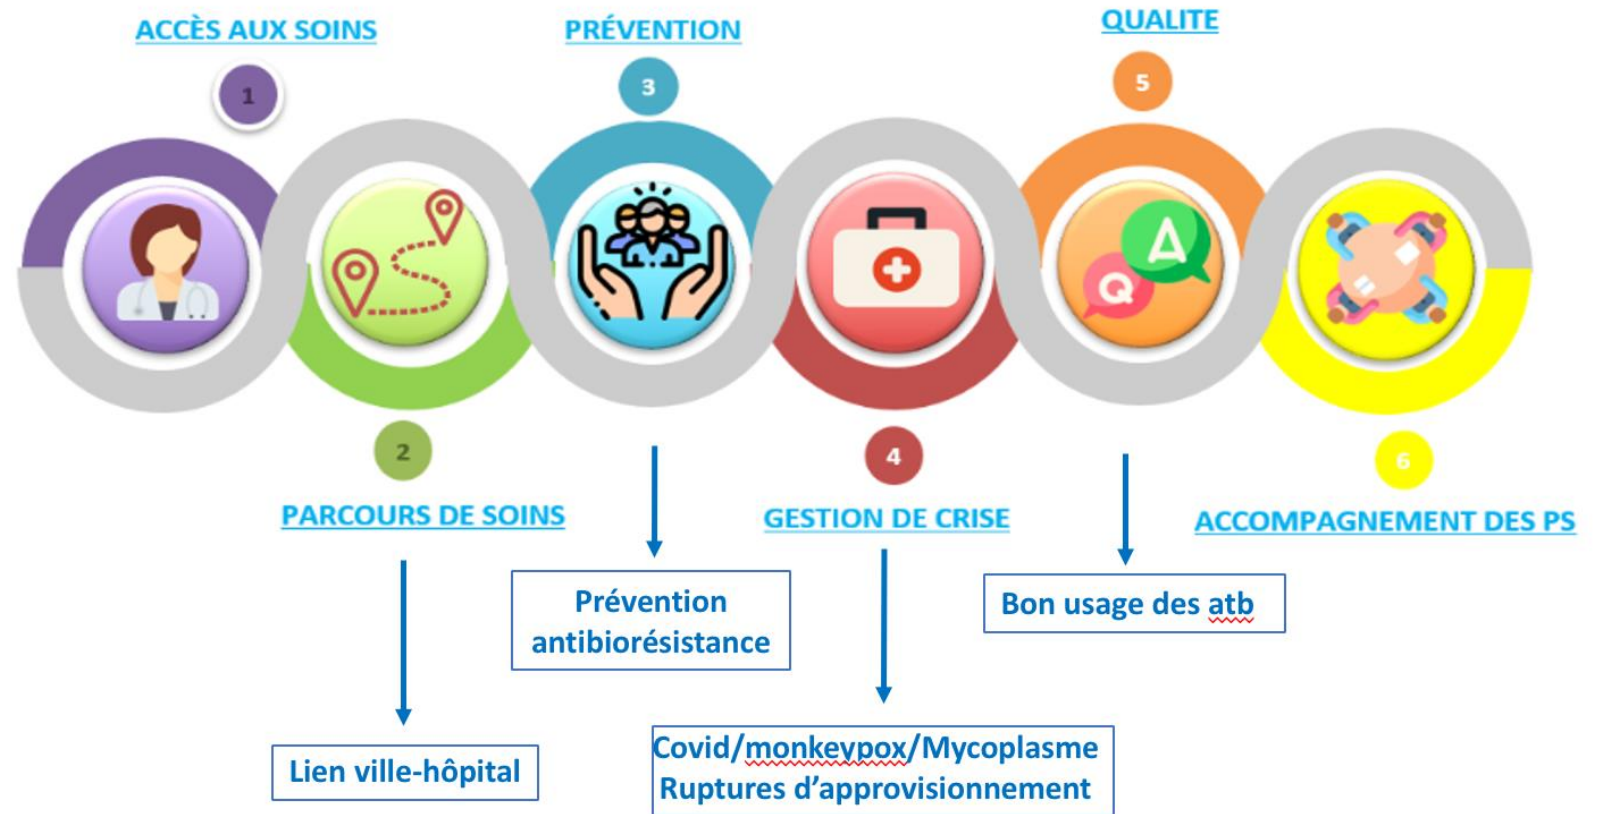 ACCÈS AUX SOINS
PRÉVENTION
QUALITE
1
3
5
Q
A
2
4
6
PARCOURS DE SOINS
GESTION DE CRISE
ACCOMPAGNEMENT DES PS
Prévention
antibiorésistance
Bon usage des atb
Lien ville-hôpital
Covid/monkeypox/Mycoplasme
Ruptures d’approvisionnement